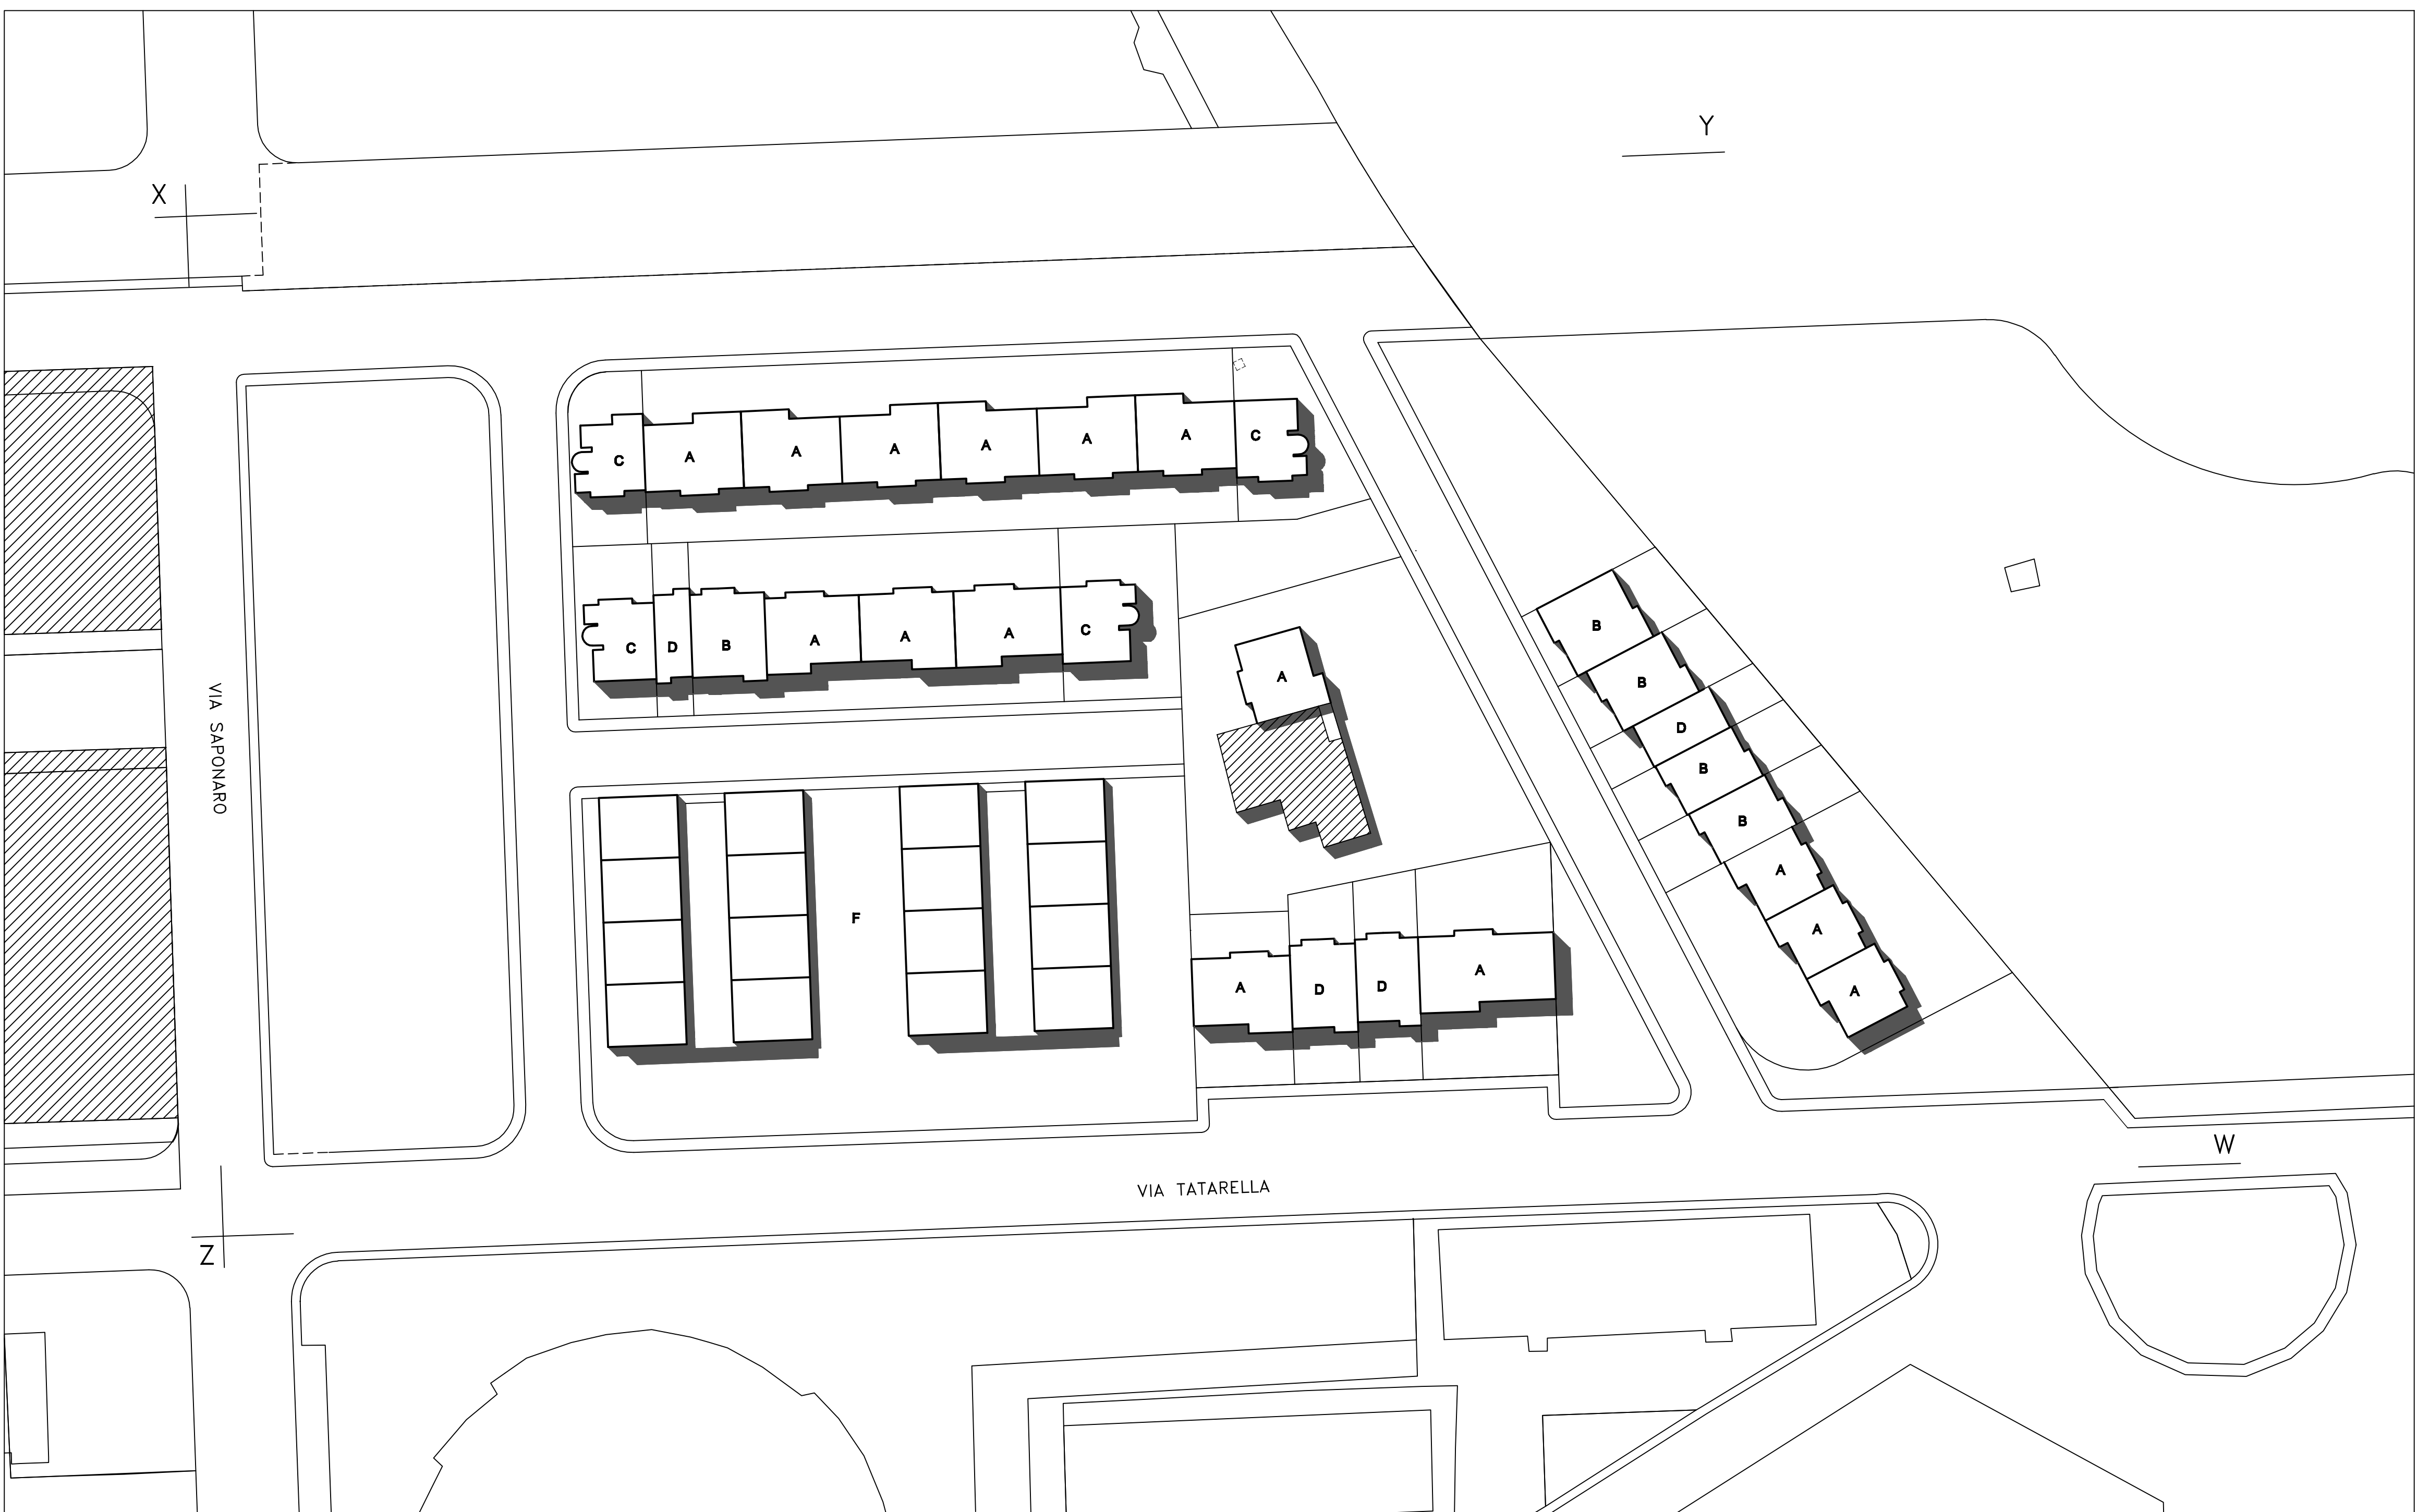 Y
X
C A A A A A A C
C D B A A A C
A
B
B
D
B
B
A
A
A
VIA SAPONARO
F
A D D A
W
VIA TATARELLA
Z